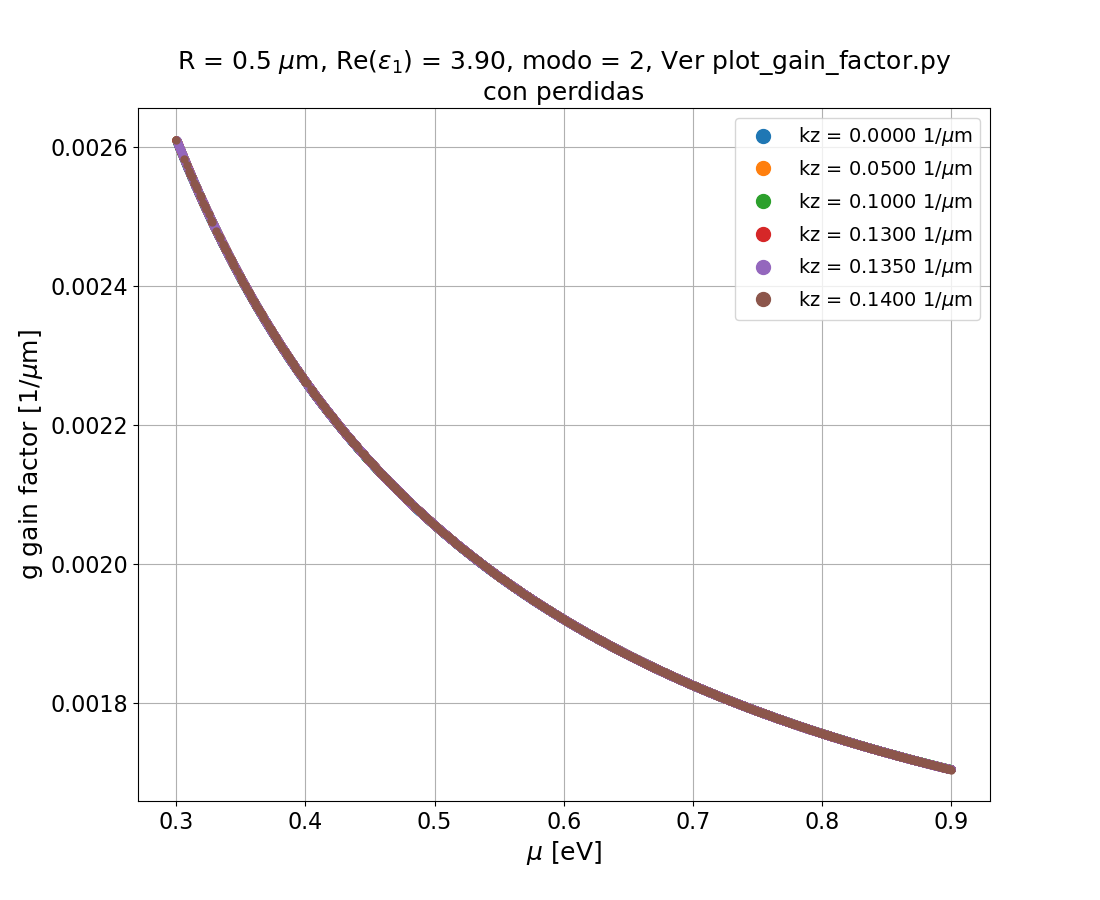 R = 0.5 μm, Re(ε₁) = 3.90, modo = 2, Ver plot_gain_factor.py
con perdidas
kz = 0.0000 1/μm
kz = 0.0500 1/μm
kz = 0.1000 1/μm
kz = 0.1300 1/μm
kz = 0.1350 1/μm
kz = 0.1400 1/μm
g gain factor [1/μm]
0.0026
0.0024
0.0022
0.0020
0.0018
0.3 0.4 0.5 0.6 0.7 0.8 0.9
μ [eV]